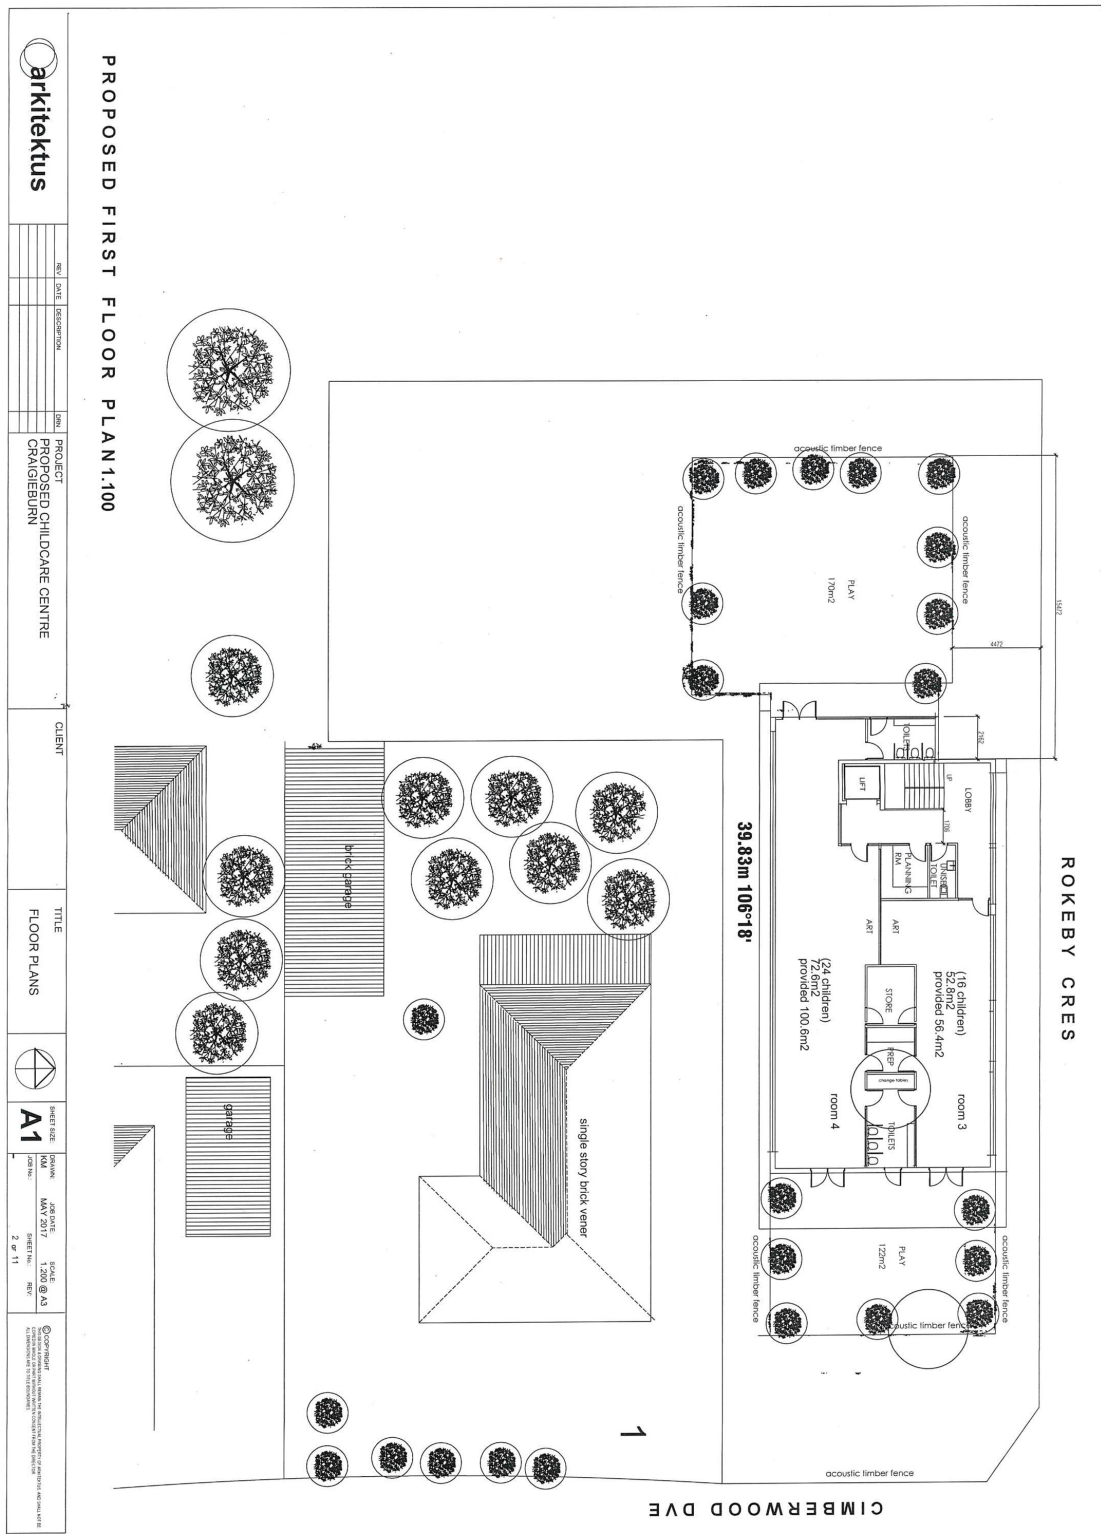 ROKEBY CRES
CIMBERWOOD DVE
15472
4472
2162
1706
acoustic timber fence
acoustic timber fence
acoustic timber fence
PLAY
170m2
TOILET
LIFT
UP
LOBBY
PLANNING
RM
UNISEX
TOILET
ART
ART
STORE
PREP
change tables
TOILETS
(16 children)
52.8m2
provided 56.4m2
room 3
(24 children)
72.6m2
provided 100.6m2
room 4
PLAY
122m2
acoustic timber fence
acoustic timber fence
acoustic timber fence
acoustic timber fence
39.83m 106°18'
1
brick garage
garage
single story brick vener
PROPOSED FIRST FLOOR PLAN 1.100
arkitektus
REV
DATE
DESCRIPTION
DRN
PROJECT
PROPOSED CHILDCARE CENTRE
CRAIGIEBURN
CLIENT
TITLE
FLOOR PLANS
SHEET SIZE:
A1
DRAWN:
KM
JOB DATE:
MAY 2017
SCALE:
1.200 @ A3
JOB No.:
SHEET No.:
2 of 11
REV:
© COPYRIGHT